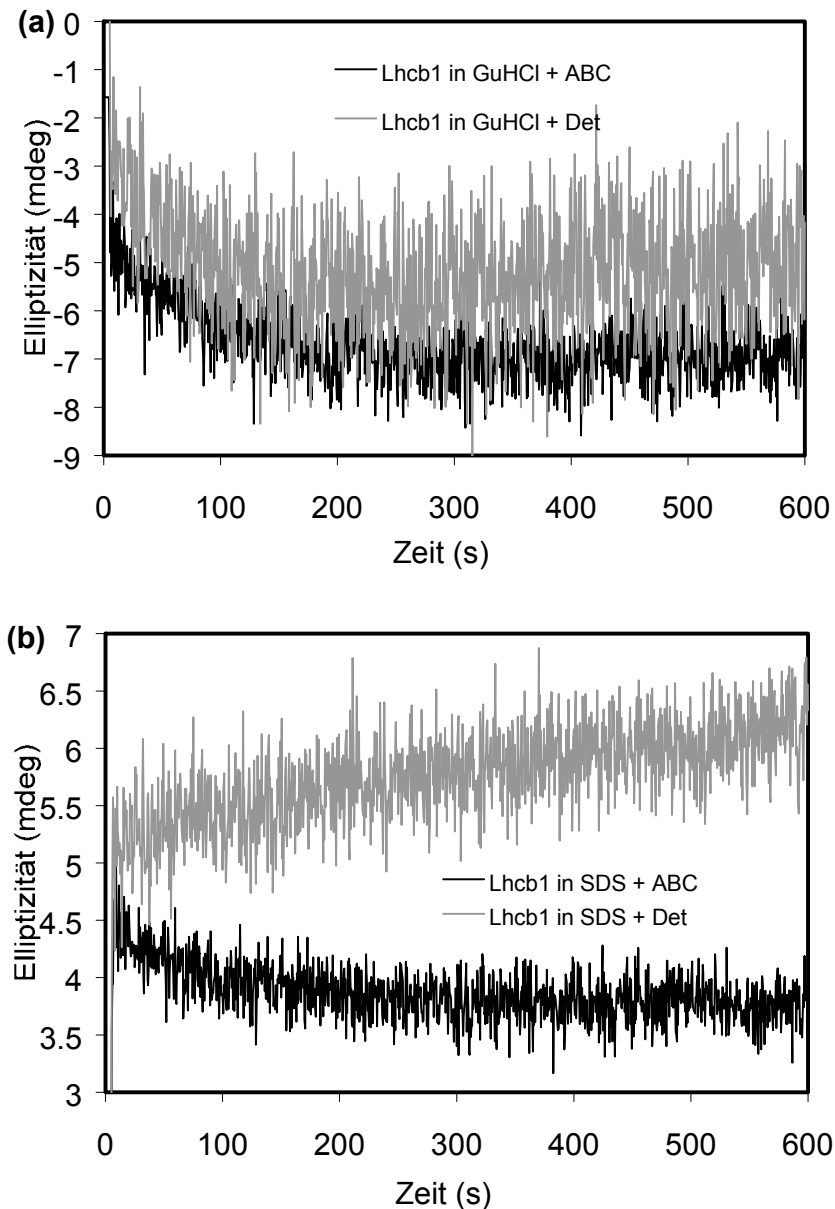 (a)
0
-1
-2
-3
-4
-5
-6
-7
-8
-9
Elliptizität (mdeg)
Lhcb1 in GuHCl + ABC
Lhcb1 in GuHCl + Det
0 100 200 300 400 500 600
Zeit (s)
(b)
7
6.5
6
5.5
5
4.5
4
3.5
3
Elliptizität (mdeg)
Lhcb1 in SDS + ABC
Lhcb1 in SDS + Det
0 100 200 300 400 500 600
Zeit (s)